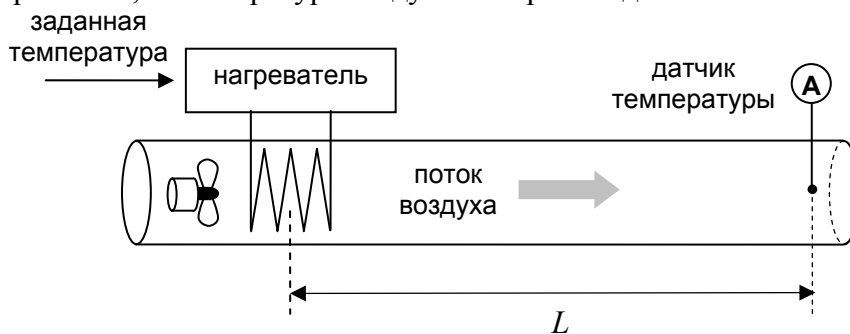 заданная
температура
нагреватель
датчик
температуры
А
поток
воздуха
L